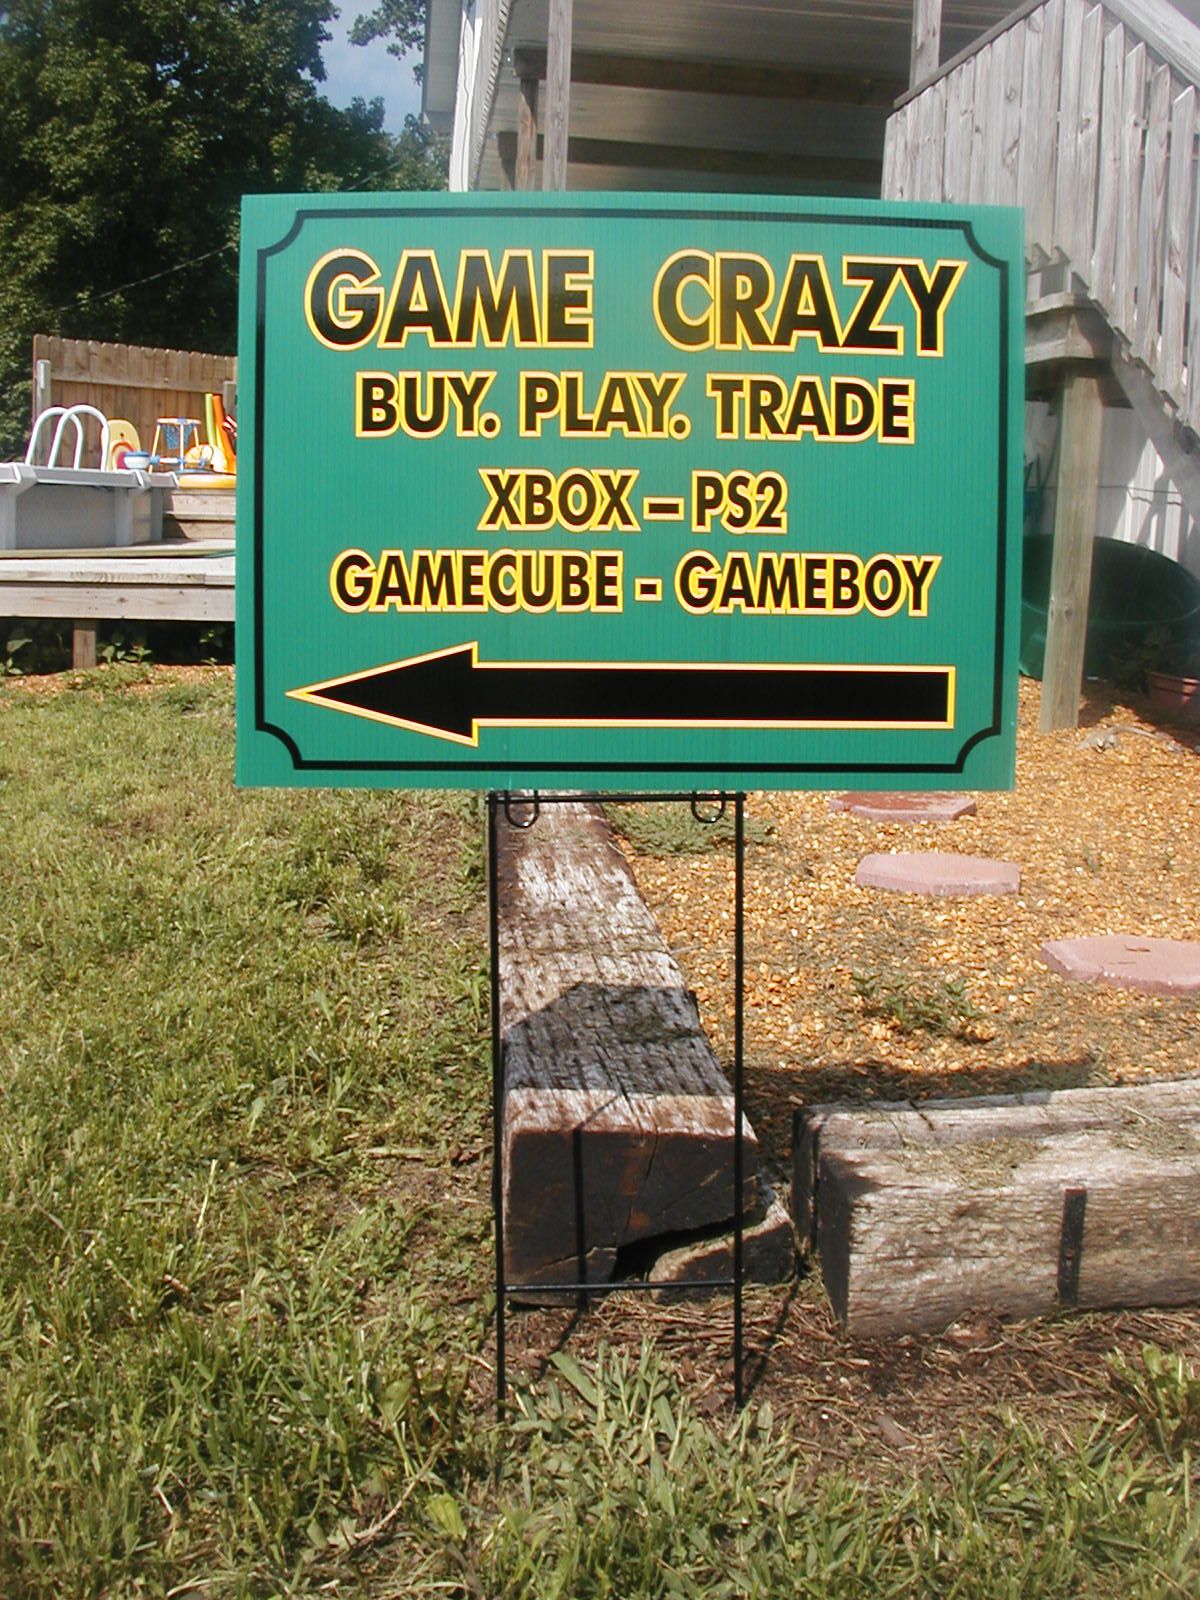 GAME CRAZY
BUY. PLAY. TRADE
XBOX – PS2
GAMECUBE - GAMEBOY